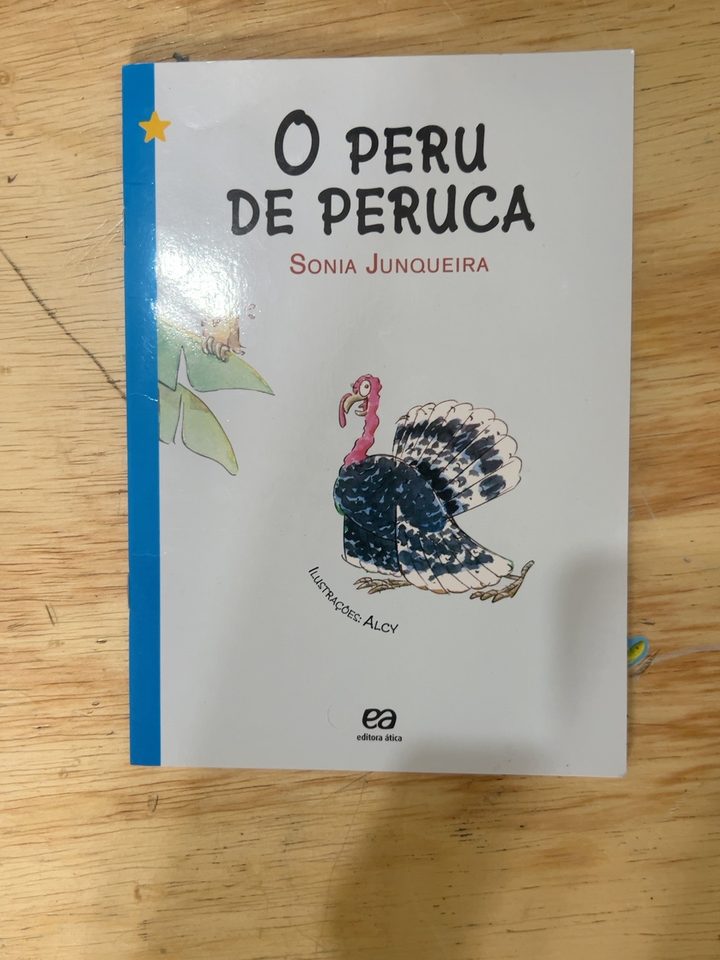 O PERU
DE PERUCA
SONIA JUNQUEIRA
ILUSTRAÇÕES: ALCY
ea
editora ática